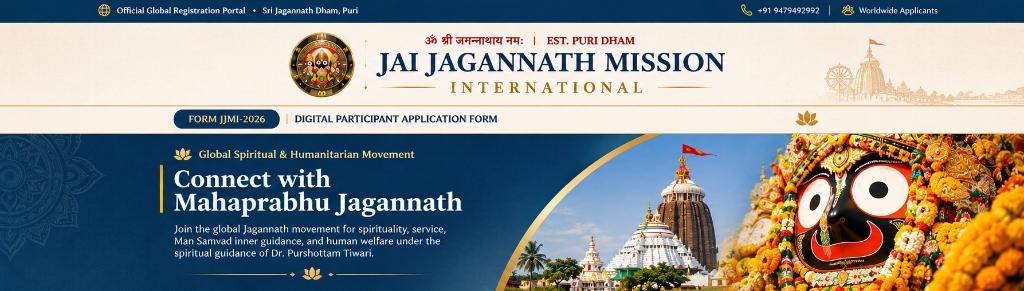 Official Global Registration Portal • Sri Jagannath Dham, Puri
+91 9479492992 | Worldwide Applicants
ॐ श्री जगन्नाथाय नमः | EST. PURI DHAM
JAI JAGANNATH MISSION
INTERNATIONAL
FORM JJMI-2026 | DIGITAL PARTICIPANT APPLICATION FORM
Global Spiritual & Humanitarian Movement
Connect with
Mahaprabhu Jagannath
Join the global Jagannath movement for spirituality, service,
Man Samvad inner guidance, and human welfare under the
spiritual guidance of Dr. Purshottam Tiwari.